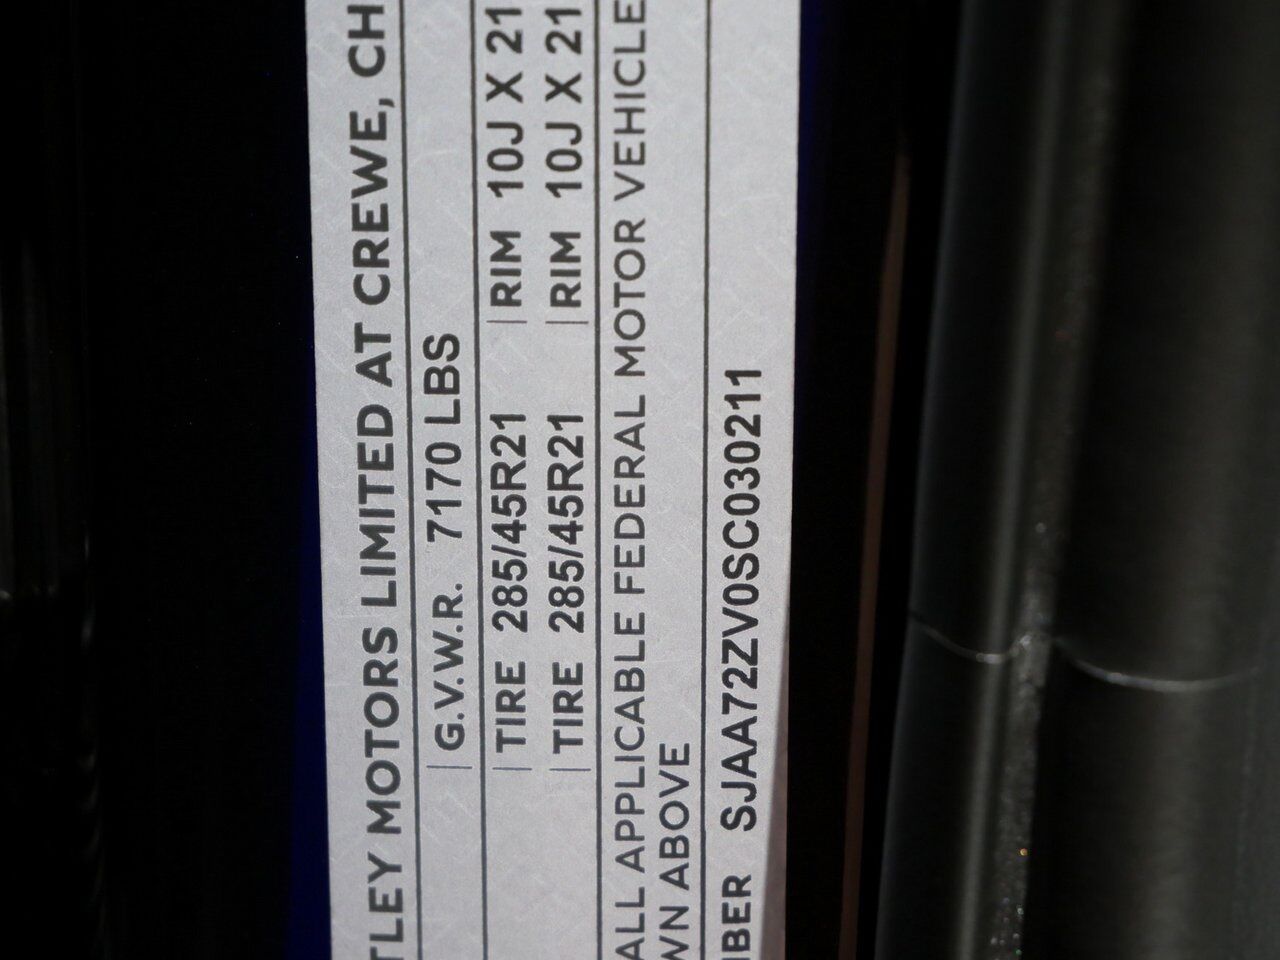 TLEY MOTORS LIMITED AT CREWE, CH
G.V.W.R. 7170 LBS
TIRE 285/45R21 RIM 10J X 21
TIRE 285/45R21 RIM 10J X 21
ALL APPLICABLE FEDERAL MOTOR VEHICLE
WN ABOVE
BER SJAA72ZV0SC030211